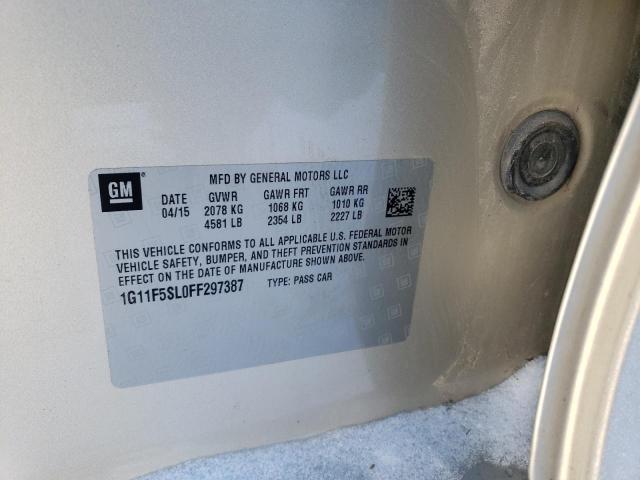 GM
MFD BY GENERAL MOTORS LLC
DATE GVWR GAWR FRT GAWR RR
04/15 2078 KG 1068 KG 1010 KG
4581 LB 2354 LB 2227 LB
THIS VEHICLE CONFORMS TO ALL APPLICABLE U.S. FEDERAL MOTOR
VEHICLE SAFETY, BUMPER, AND THEFT PREVENTION STANDARDS IN
EFFECT ON THE DATE OF MANUFACTURE SHOWN ABOVE.
1G11F5SL0FF297387 TYPE: PASS CAR